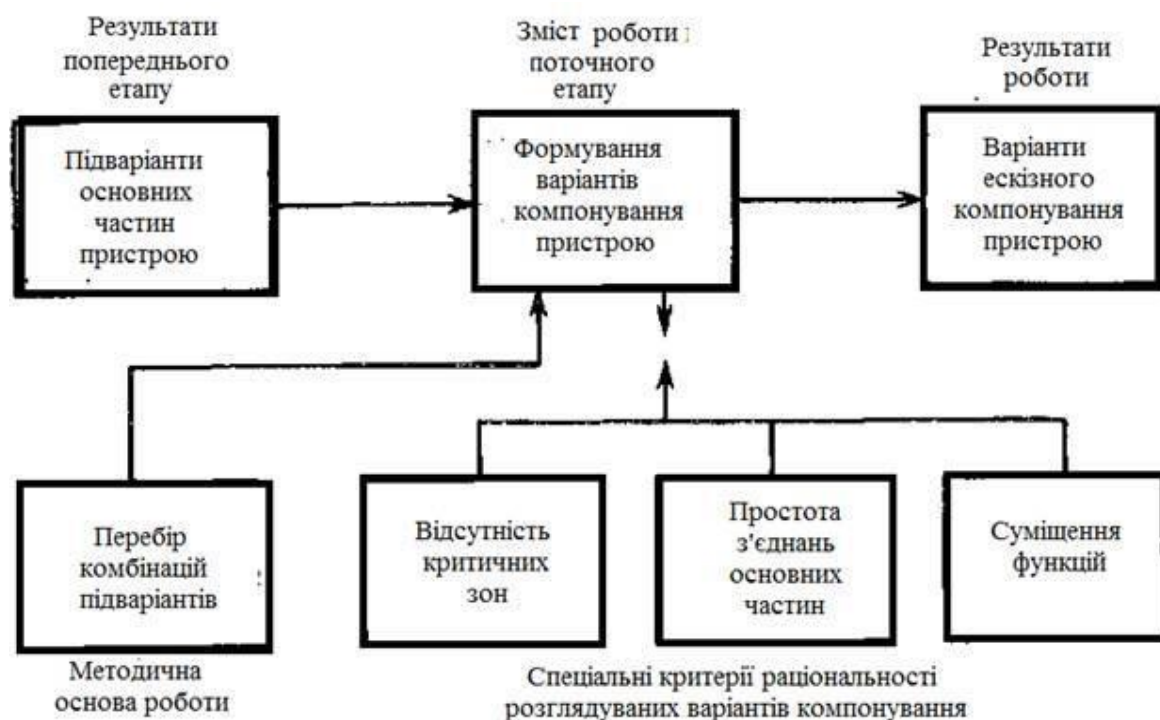 Результати
попереднього
етапу
Зміст роботи
поточного
етапу
Результати
роботи
Підваріанти
основних
частин
пристрою
Формування
варіантів
компонування
пристрою
Варіанти
ескізного
компонування
пристрою
Перебір
комбінацій
підваріантів
Відсутність
критичних
зон
Простота
з'єднань
основних
частин
Суміщення
функцій
Методична
основа роботи
Спеціальні критерії раціональності
розглядуваних варіантів компонування